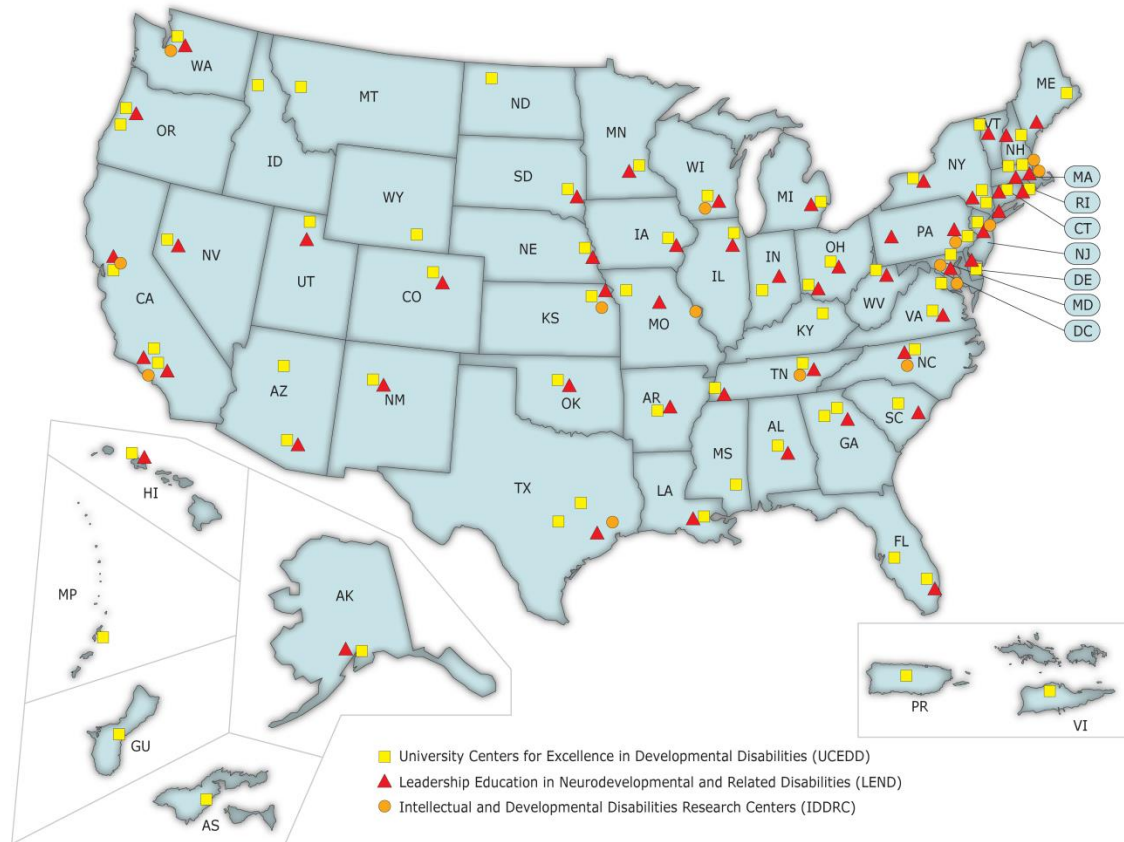 WA
MT
ND
MN
ME
VT
NH
OR
ID
WY
SD
WI
MI
NY
MA
RI
CT
NJ
DE
MD
DC
NV
UT
CO
NE
IA
IL
IN
OH
PA
WV
VA
CA
KS
MO
KY
AZ
NM
OK
AR
TN
NC
SC
TX
LA
MS
AL
GA
FL
HI
MP
GU
AS
AK
PR
VI
University Centers for Excellence in Developmental Disabilities (UCEDD)
Leadership Education in Neurodevelopmental and Related Disabilities (LEND)
Intellectual and Developmental Disabilities Research Centers (IDDRC)